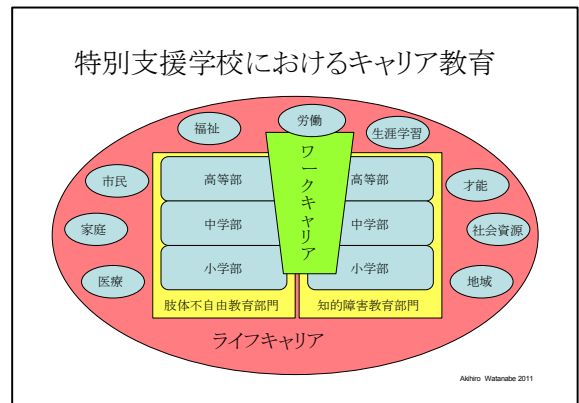 特別支援学校におけるキャリア教育
労働
福祉
生涯学習
市民
才能
家庭
社会資源
医療
地域
ワークキャリア
高等部
高等部
中学部
中学部
小学部
小学部
肢体不自由教育部門
知的障害教育部門
ライフキャリア
Akihiro Watanabe 2011